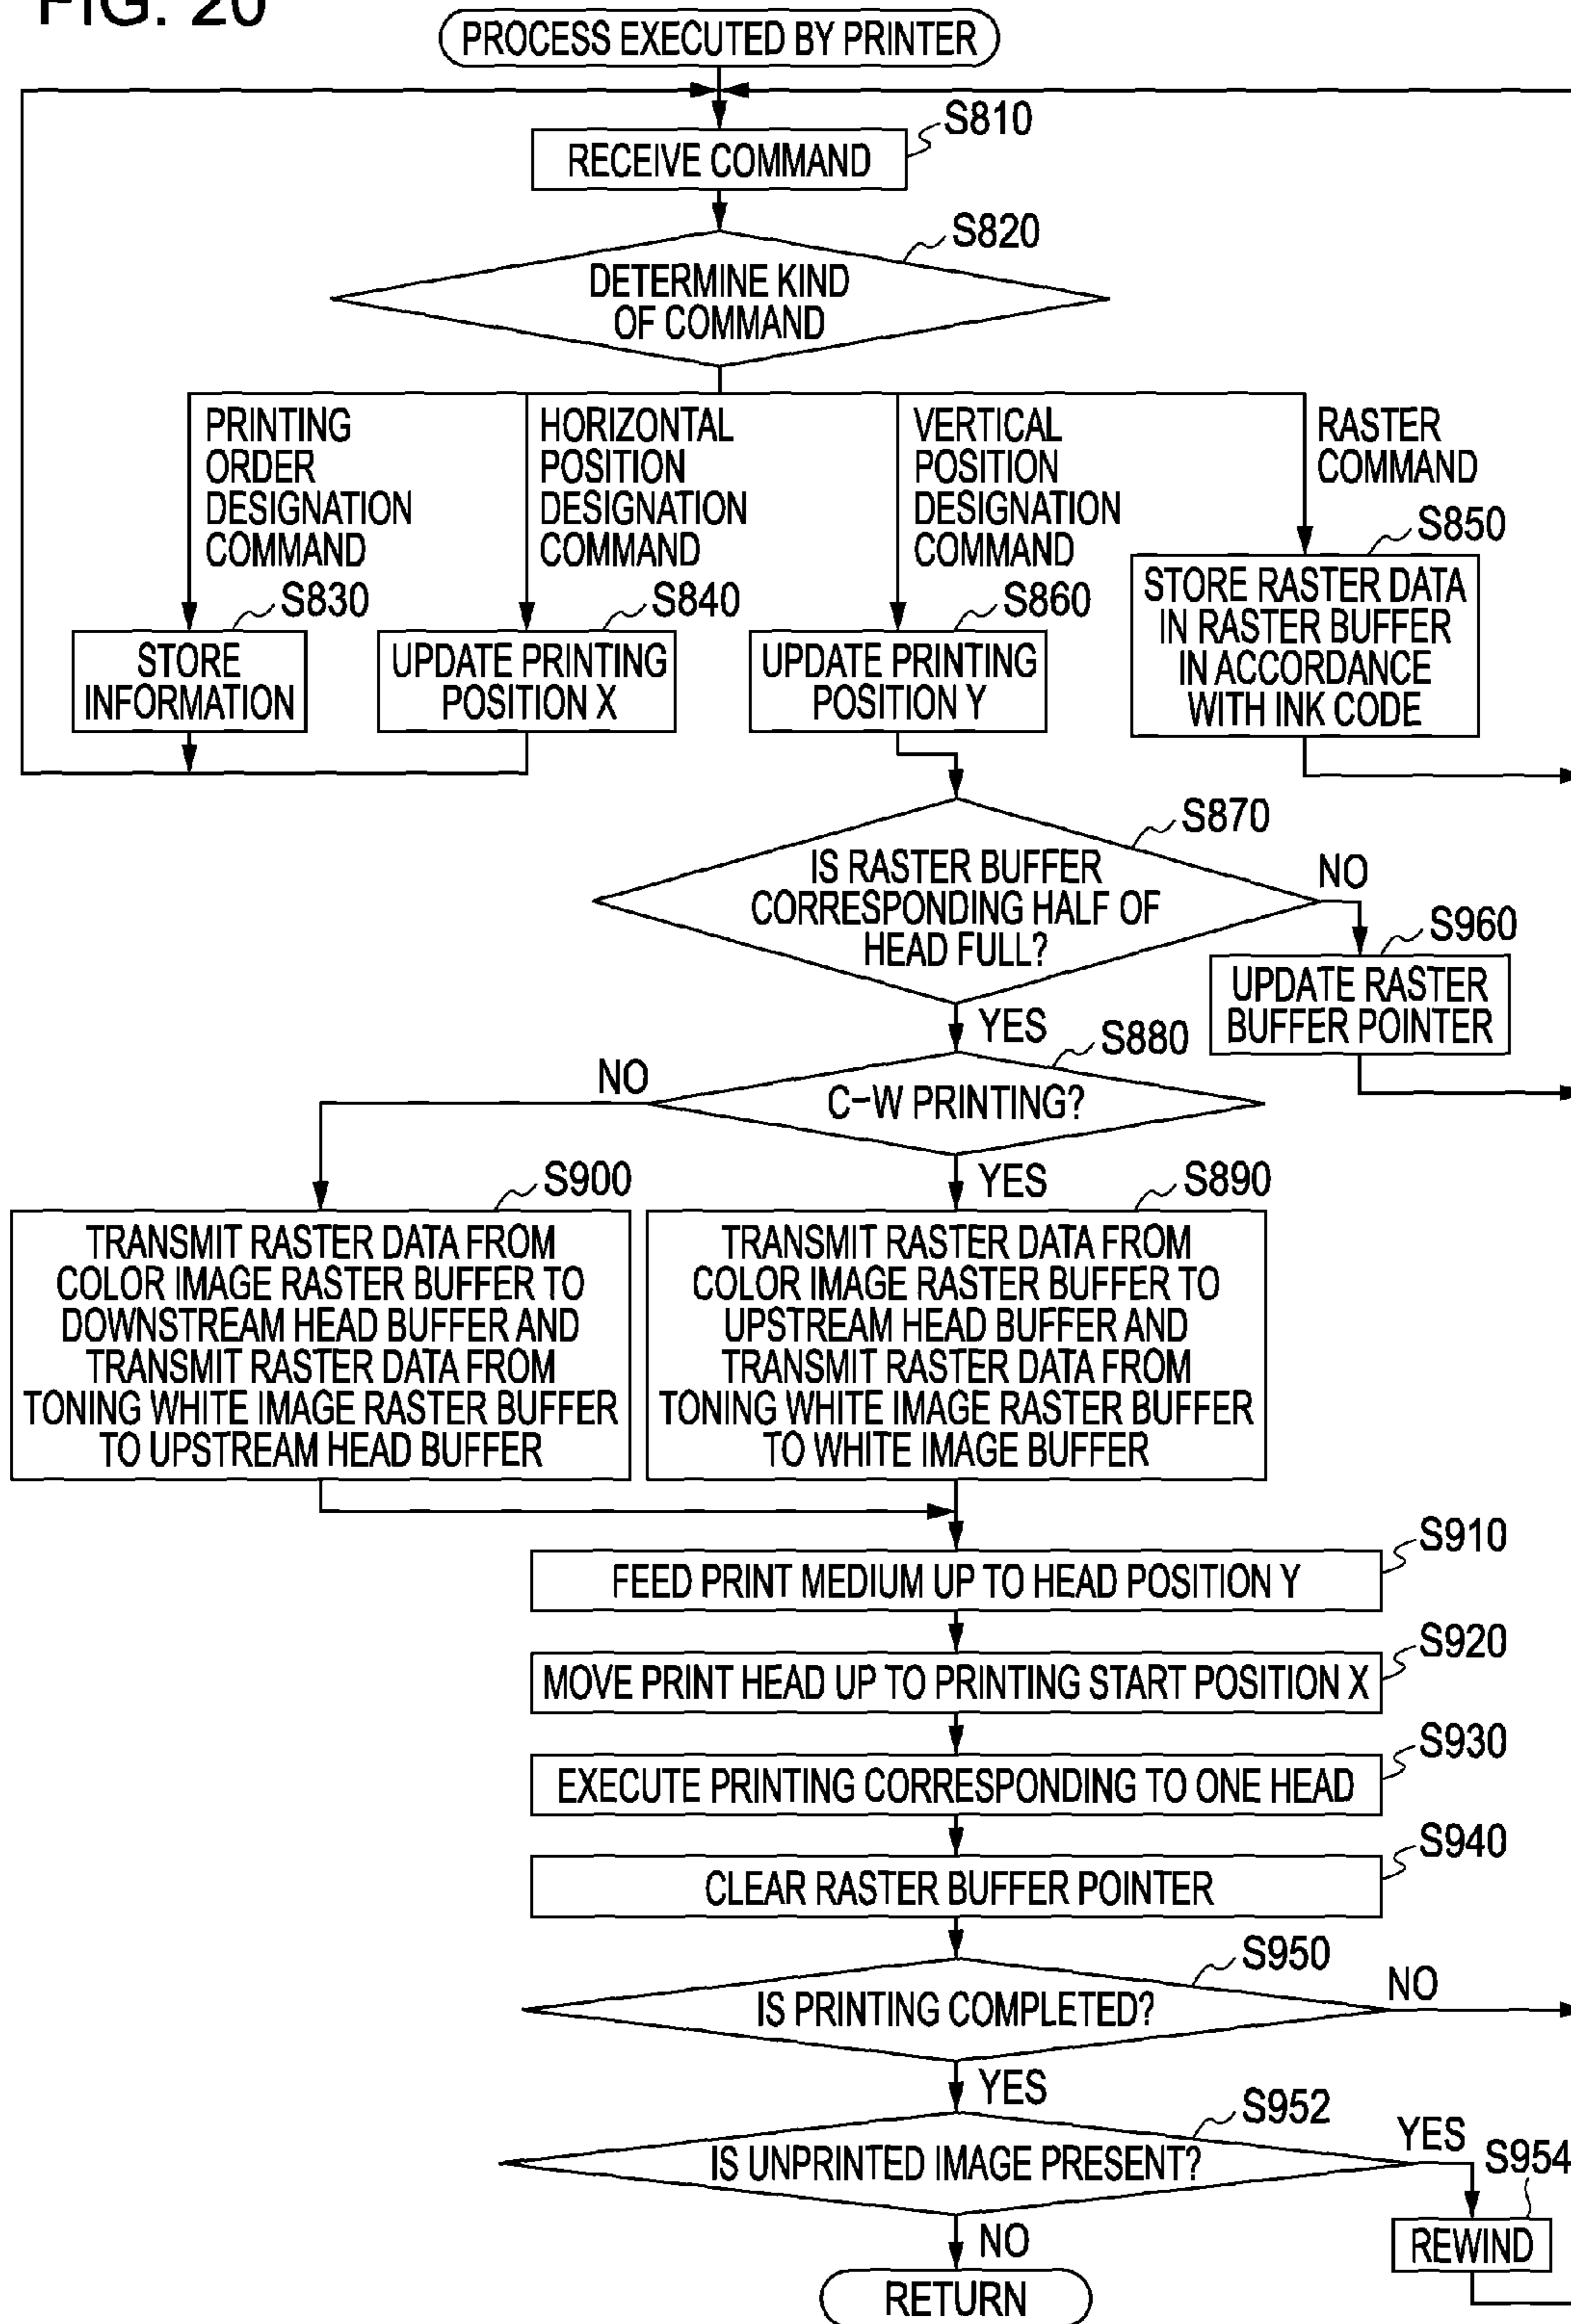 FIG. 20
PROCESS EXECUTED BY PRINTER
S810
RECEIVE COMMAND
S820
DETERMINE KIND
OF COMMAND
PRINTING
ORDER
DESIGNATION
COMMAND
HORIZONTAL
POSITION
DESIGNATION
COMMAND
VERTICAL
POSITION
DESIGNATION
COMMAND
RASTER
COMMAND
S830
STORE
INFORMATION
S840
UPDATE PRINTING
POSITION X
S860
UPDATE PRINTING
POSITION Y
S850
STORE RASTER DATA
IN RASTER BUFFER
IN ACCORDANCE
WITH INK CODE
S870
IS RASTER BUFFER
CORRESPONDING HALF OF
HEAD FULL?
NO
S960
UPDATE RASTER
BUFFER POINTER
YES
S880
C-W PRINTING?
NO
YES
S900
TRANSMIT RASTER DATA FROM
COLOR IMAGE RASTER BUFFER TO
DOWNSTREAM HEAD BUFFER AND
TRANSMIT RASTER DATA FROM
TONING WHITE IMAGE RASTER BUFFER
TO UPSTREAM HEAD BUFFER
S890
TRANSMIT RASTER DATA FROM
COLOR IMAGE RASTER BUFFER TO
UPSTREAM HEAD BUFFER AND
TRANSMIT RASTER DATA FROM
TONING WHITE IMAGE RASTER BUFFER
TO WHITE IMAGE BUFFER
S910
FEED PRINT MEDIUM UP TO HEAD POSITION Y
S920
MOVE PRINT HEAD UP TO PRINTING START POSITION X
S930
EXECUTE PRINTING CORRESPONDING TO ONE HEAD
S940
CLEAR RASTER BUFFER POINTER
S950
IS PRINTING COMPLETED?
NO
YES
S952
IS UNPRINTED IMAGE PRESENT?
YES
S954
REWIND
NO
RETURN